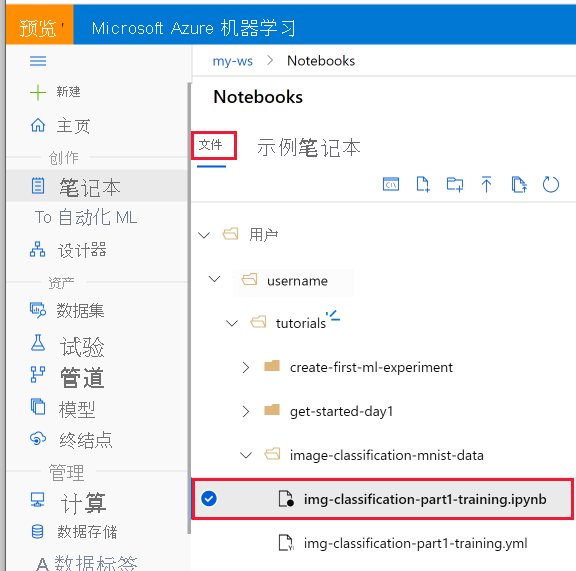 预览
Microsoft Azure 机器学习
my-ws > Notebooks
新建
主页
创作
笔记本
To 自动化 ML
设计器
资产
数据集
试验
管道
模型
终结点
管理
计算
数据存储
A 数据标签
Notebooks
文件 示例笔记本
用户
username
tutorials
create-first-ml-experiment
get-started-day1
image-classification-mnist-data
img-classification-part1-training.ipynb
img-classification-part1-training.yml